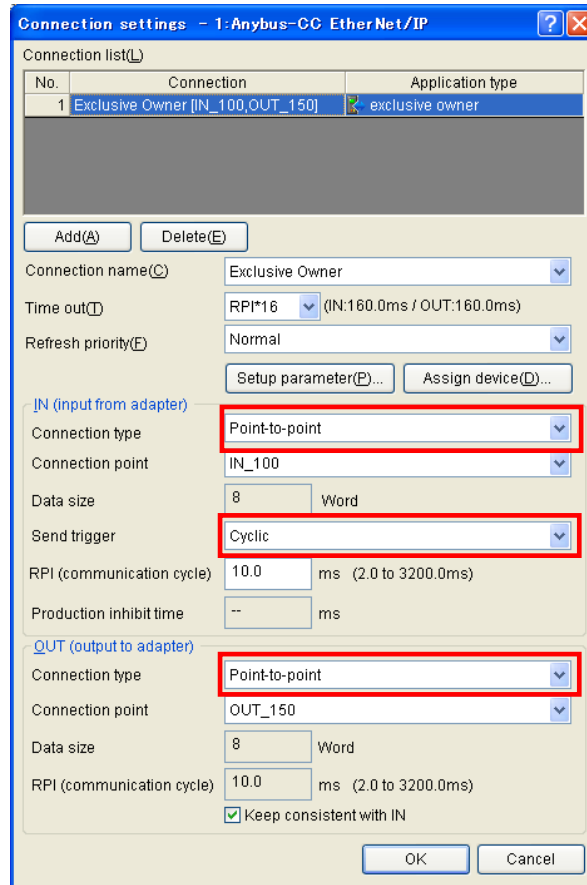 Connection settings - 1:Anybus-CC EtherNet/IP
Connection list(L)
No. Connection Application type
1 Exclusive Owner [IN_100,OUT_150] exclusive owner
Add(A) Delete(E)
Connection name(C) Exclusive Owner
Time out(T) RPI*16 (IN:160.0ms / OUT:160.0ms)
Refresh priority(F) Normal
Setup parameter(P)... Assign device(D)...
IN (input from adapter)
Connection type Point-to-point
Connection point IN_100
Data size 8 Word
Send trigger Cyclic
RPI (communication cycle) 10.0 ms (2.0 to 3200.0ms)
Production inhibit time -- ms
OUT (output to adapter)
Connection type Point-to-point
Connection point OUT_150
Data size 8 Word
RPI (communication cycle) 10.0 ms (2.0 to 3200.0ms)
Keep consistent with IN
OK Cancel